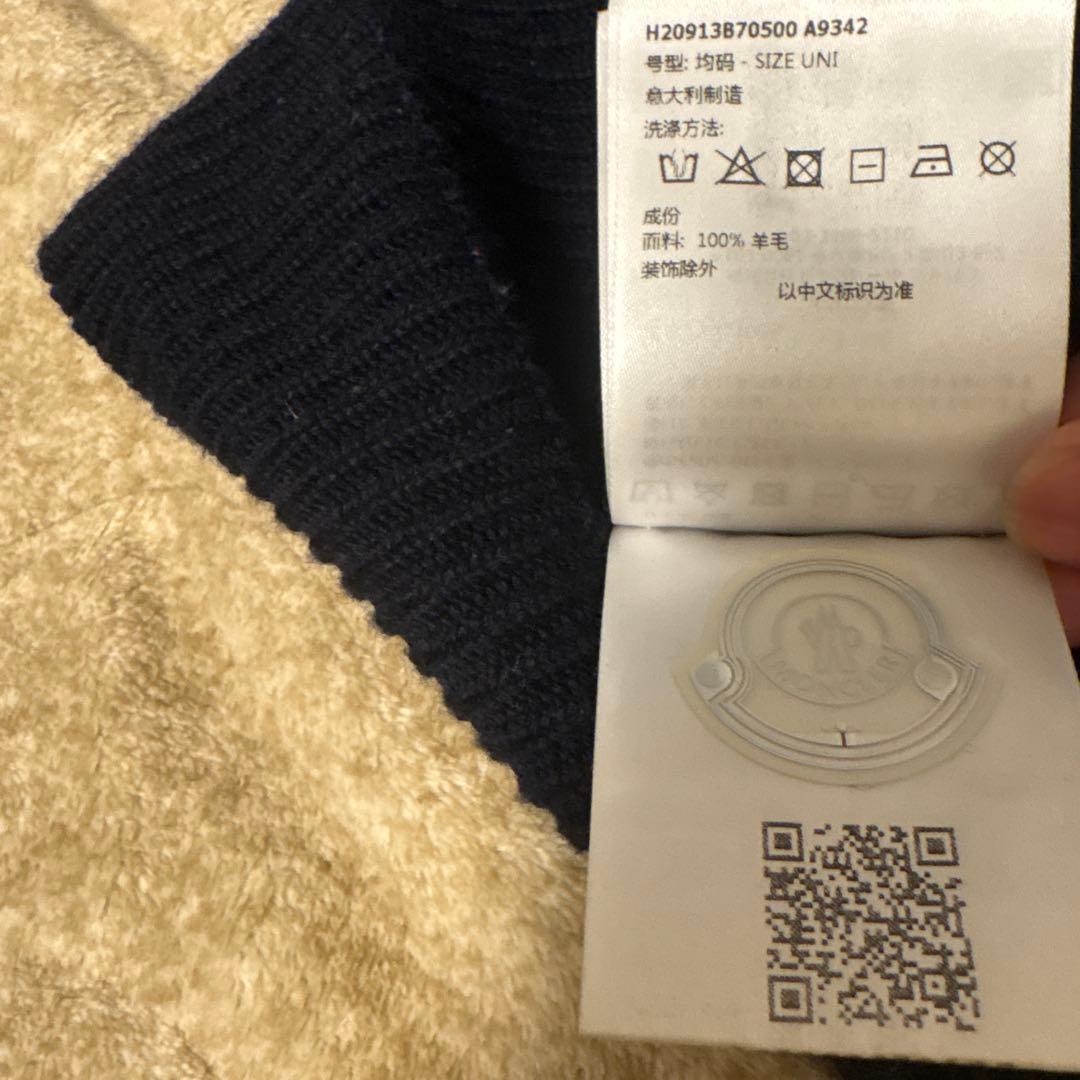 H20913B70500 A9342
号型: 均码 - SIZE UNI
意大利制造
洗涤方法:
成份
面料: 100% 羊毛
装饰除外
以中文标识为准
MONCLER